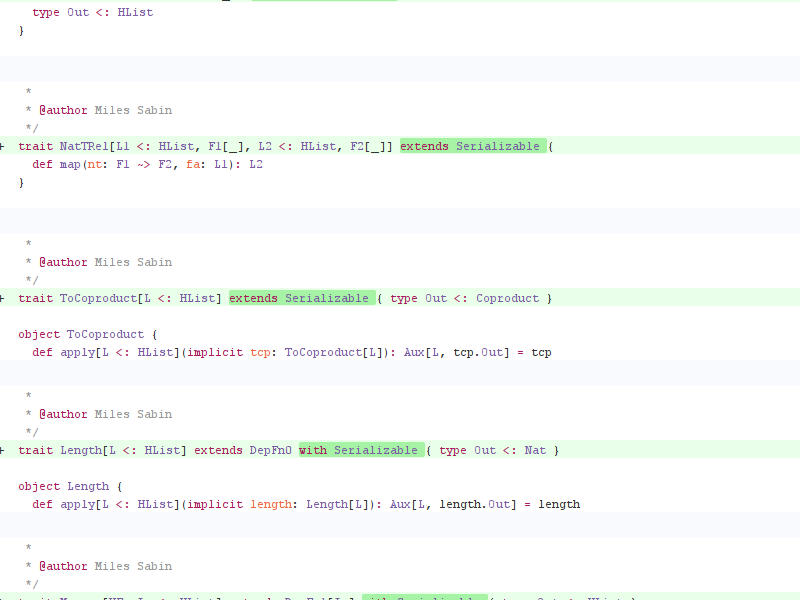 type Out <: HList
}
*
* @author Miles Sabin
*/
+ trait NatTRel[L1 <: HList, F1[_], L2 <: HList, F2[_]] extends Serializable {
def map(nt: F1 ~> F2, fa: L1): L2
}
*
* @author Miles Sabin
*/
+ trait ToCoproduct[L <: HList] extends Serializable { type Out <: Coproduct }
object ToCoproduct {
def apply[L <: HList](implicit tcp: ToCoproduct[L]): Aux[L, tcp.Out] = tcp
*
* @author Miles Sabin
*/
+ trait Length[L <: HList] extends DepFn0 with Serializable { type Out <: Nat }
object Length {
def apply[L <: HList](implicit length: Length[L]): Aux[L, length.Out] = length
*
* @author Miles Sabin
*/